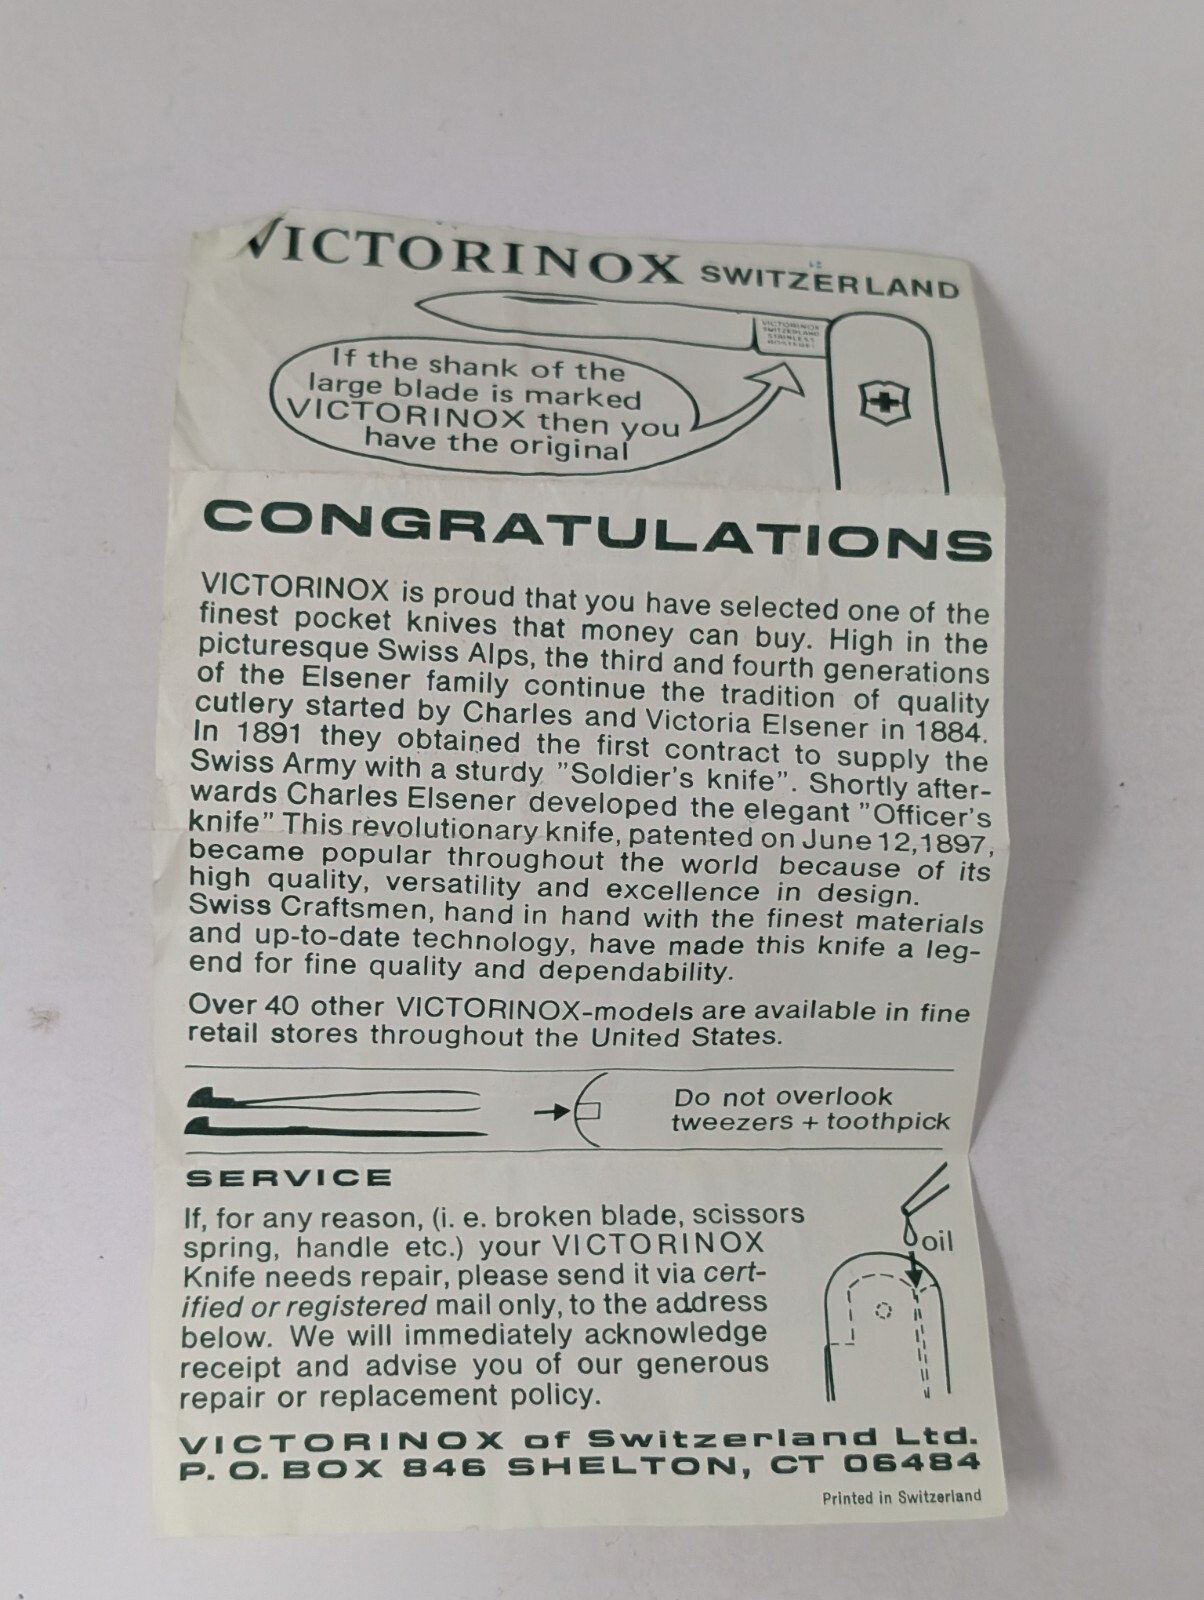 VICTORINOX SWITZERLAND
VICTORINOX
SWITZERLAND
STAINLESS
ROSTFREI
If the shank of the
large blade is marked
VICTORINOX then you
have the original
CONGRATULATIONS
VICTORINOX is proud that you have selected one of the
finest pocket knives that money can buy. High in the
picturesque Swiss Alps, the third and fourth generations
of the Elsener family continue the tradition of quality
cutlery started by Charles and Victoria Elsener in 1884.
In 1891 they obtained the first contract to supply the
Swiss Army with a sturdy "Soldier's knife". Shortly after-
wards Charles Elsener developed the elegant "Officer's
knife" This revolutionary knife, patented on June 12,1897,
became popular throughout the world because of its
high quality, versatility and excellence in design.
Swiss Craftsmen, hand in hand with the finest materials
and up-to-date technology, have made this knife a leg-
end for fine quality and dependability.
Over 40 other VICTORINOX-models are available in fine
retail stores throughout the United States.
Do not overlook
tweezers + toothpick
SERVICE
If, for any reason, (i. e. broken blade, scissors
spring, handle etc.) your VICTORINOX
Knife needs repair, please send it via cert-
ified or registered mail only, to the address
below. We will immediately acknowledge
receipt and advise you of our generous
repair or replacement policy.
oil
VICTORINOX of Switzerland Ltd.
P. O. BOX 846 SHELTON, CT 06484
Printed in Switzerland